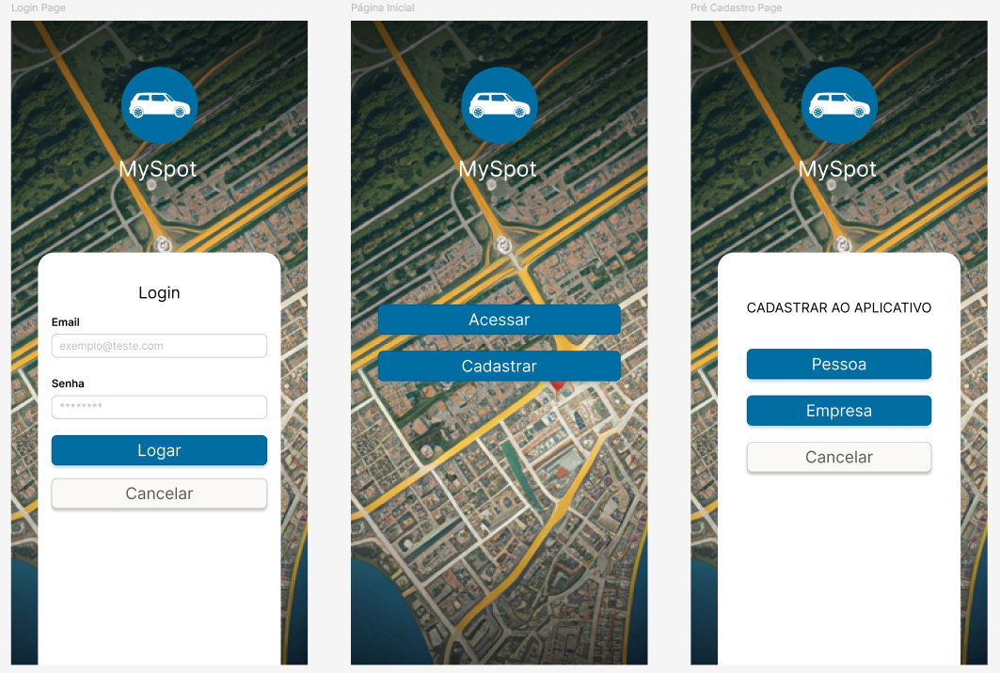 Login Page
MySpot
Login
Email
exemplo@teste.com
Senha
********
Logar
Cancelar
Página Inicial
MySpot
Acessar
Cadastrar
Pré Cadastro Page
MySpot
CADASTRAR AO APLICATIVO
Pessoa
Empresa
Cancelar